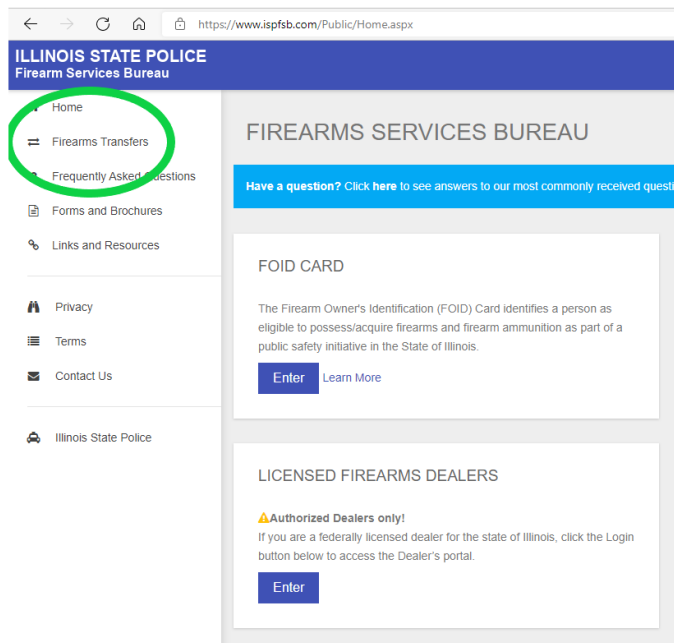 https://www.ispfsb.com/Public/Home.aspx
ILLINOIS STATE POLICE
Firearm Services Bureau
Home
Firearms Transfers
Frequently Asked Questions
Forms and Brochures
Links and Resources
Privacy
Terms
Contact Us
Illinois State Police
FIREARMS SERVICES BUREAU
Have a question? Click here to see answers to our most commonly received questi
FOID CARD
The Firearm Owner's Identification (FOID) Card identifies a person as
eligible to possess/acquire firearms and firearm ammunition as part of a
public safety initiative in the State of Illinois.
Enter Learn More
LICENSED FIREARMS DEALERS
Authorized Dealers only!
If you are a federally licensed dealer for the state of Illinois, click the Login
button below to access the Dealer's portal.
Enter